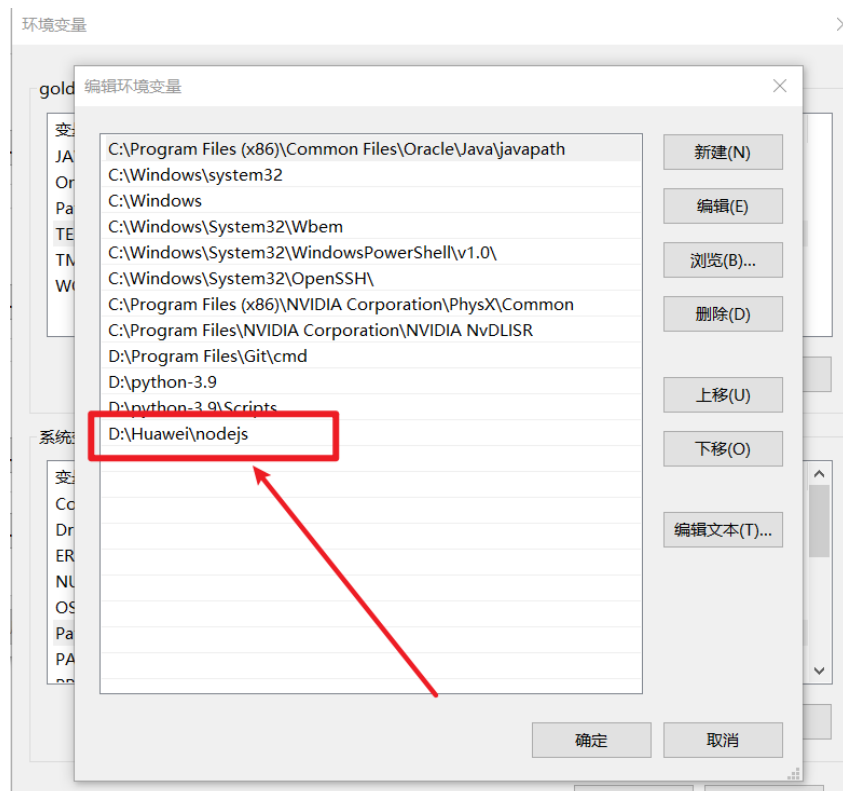 环境变量
gold
编辑环境变量
变
JA
Or
Pa
TE
TM
C:\Program Files (x86)\Common Files\Oracle\Java\javapath
C:\Windows\system32
C:\Windows
C:\Windows\System32\Wbem
C:\Windows\System32\WindowsPowerShell\v1.0\
C:\Windows\System32\OpenSSH\
C:\Program Files (x86)\NVIDIA Corporation\PhysX\Common
C:\Program Files\NVIDIA Corporation\NVIDIA NvDLISR
D:\Program Files\Git\cmd
D:\python-3.9
D:\python-3.9\Scripts
D:\Huawei\nodejs
新建(N)
编辑(E)
浏览(B)...
删除(D)
上移(U)
下移(O)
编辑文本(T)...
系统
变
Co
Dr
ER
NU
OS
Pa
PA
确定
取消